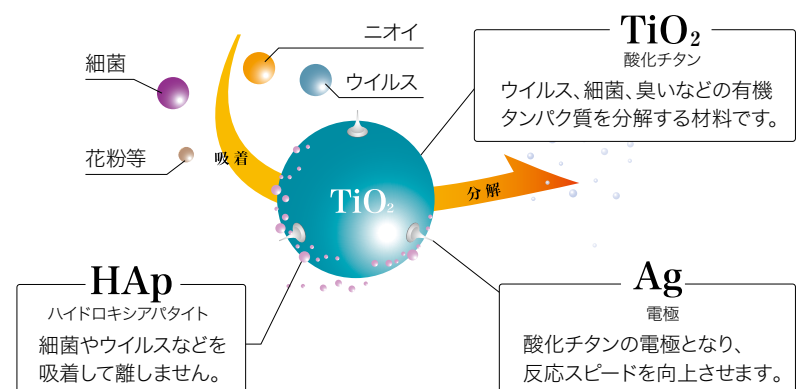 ニオイ
細菌
ウイルス
花粉等
吸着
TiO₂
分解
TiO₂
酸化チタン
ウイルス、細菌、臭いなどの有機
タンパク質を分解する材料です。
HAp
ハイドロキシアパタイト
細菌やウイルスなどを
吸着して離しません。
Ag
電極
酸化チタンの電極となり、
反応スピードを向上させます。